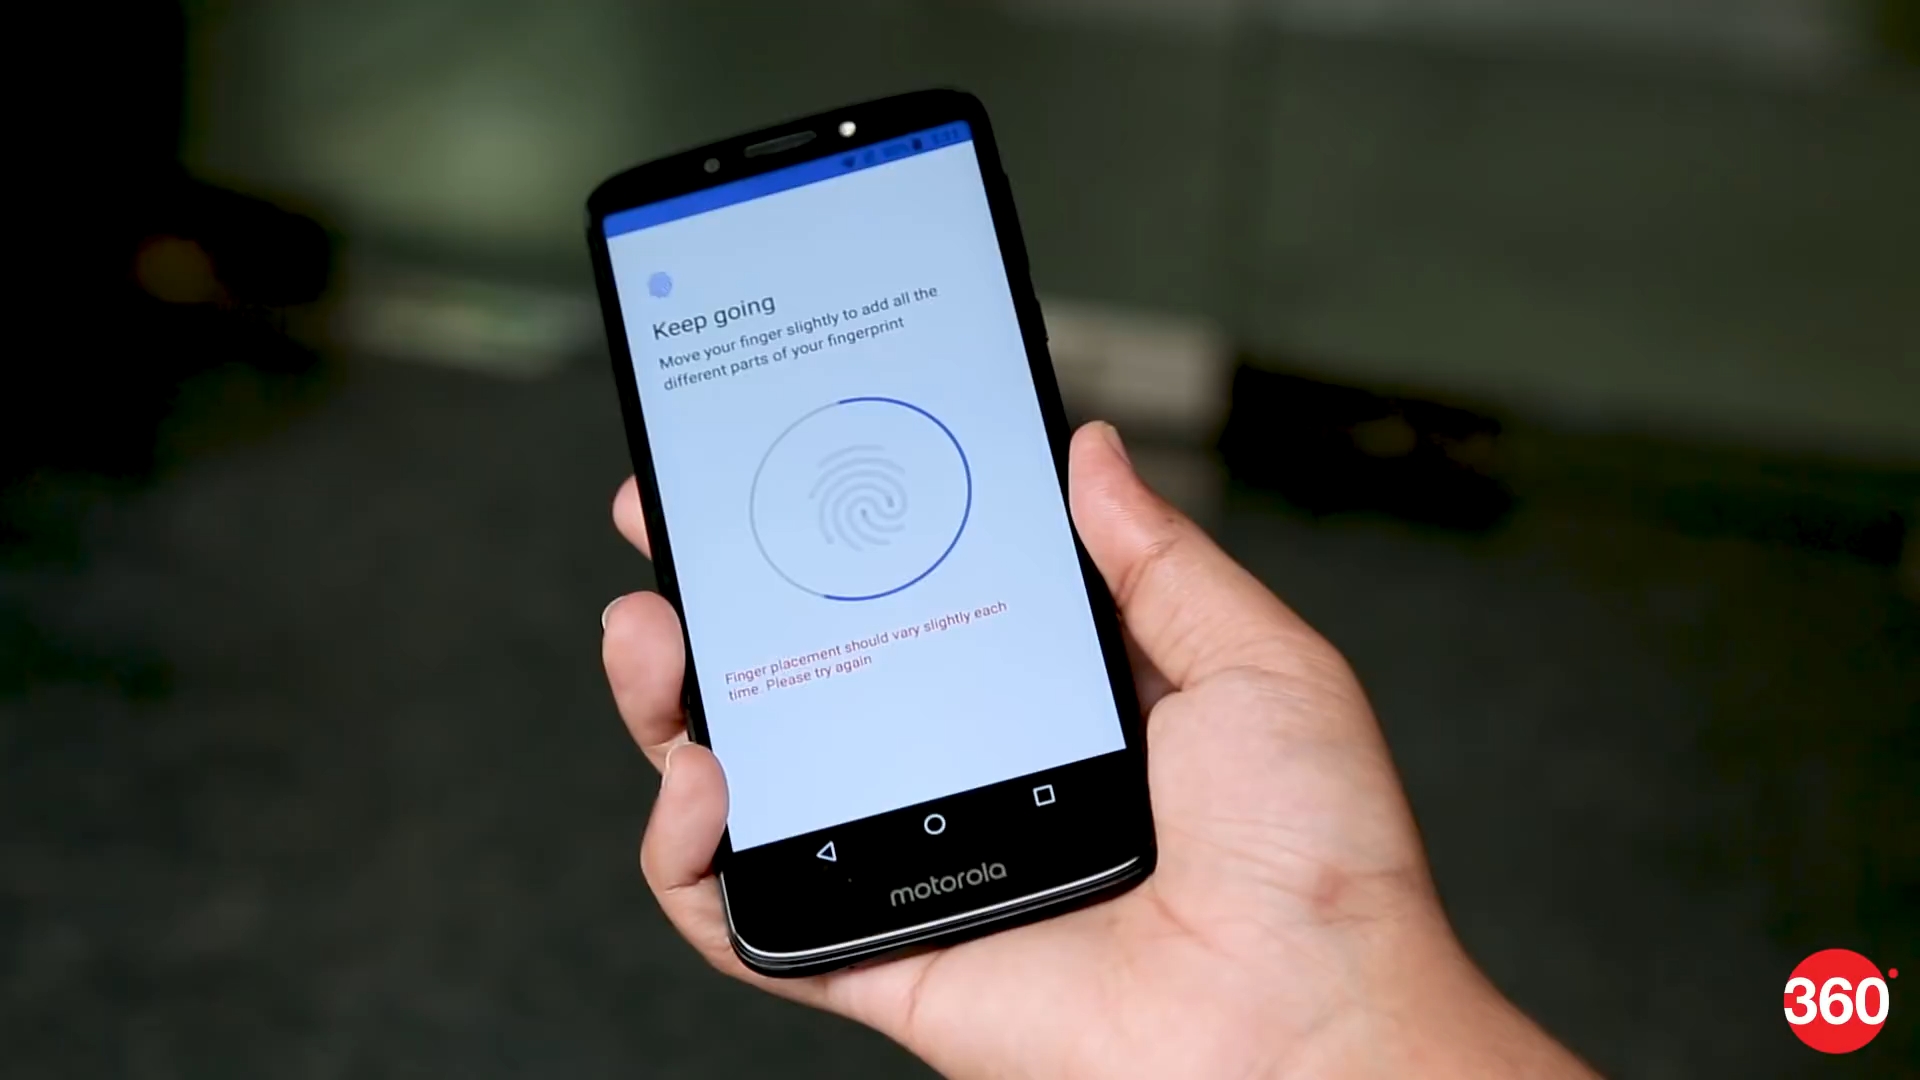 Keep going
Move your finger slightly to add all the
different parts of your fingerprint
Finger placement should vary slightly each
time. Please try again
motorola
360